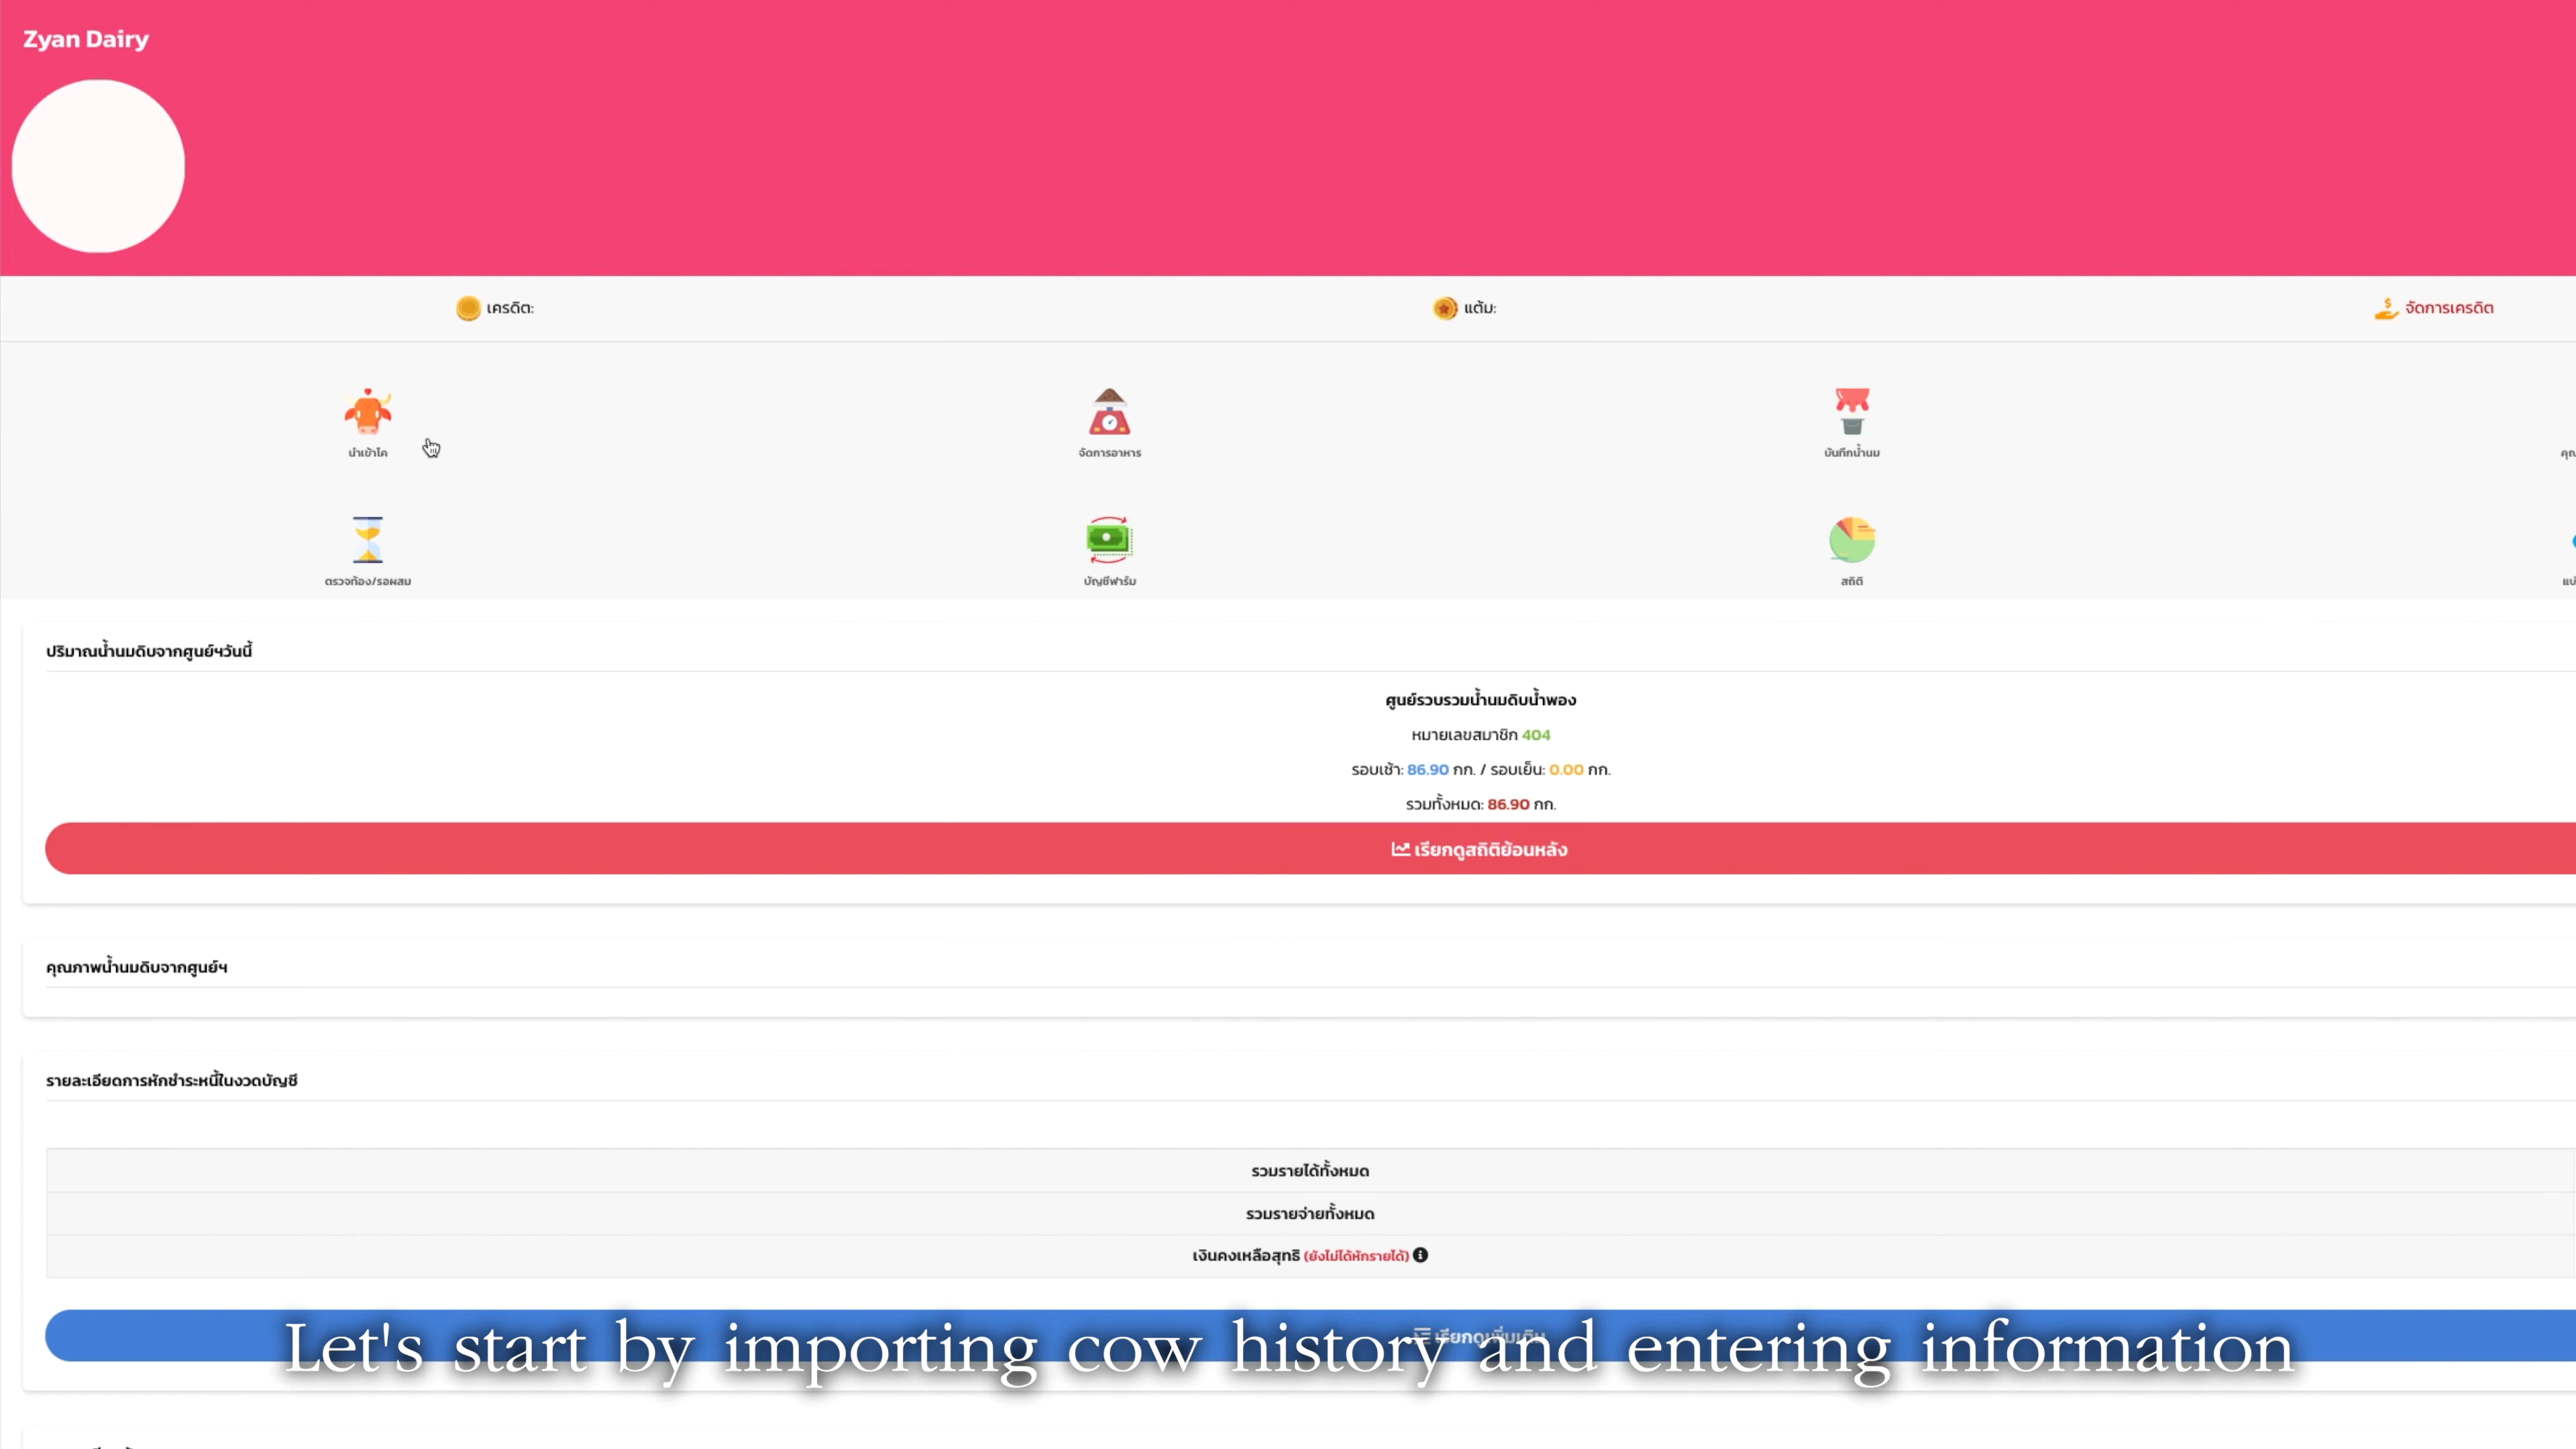 Zyan Dairy
เครดิต:
แต้ม:
จัดการเครดิต
นำเข้าโค
จัดการอาหาร
บันทึกน้ำนม
ตรวจท้อง/รอผสม
บัญชีฟาร์ม
สถิติ
ปริมาณน้ำนมดิบจากศูนย์ฯวันนี้
ศูนย์รวบรวมน้ำนมดิบน้ำพอง
หมายเลขสมาชิก 404
รอบเช้า: 86.90 กก. / รอบเย็น: 0.00 กก.
รวมทั้งหมด: 86.90 กก.
เรียกดูสถิติย้อนหลัง
คุณภาพน้ำนมดิบจากศูนย์ฯ
รายละเอียดการหักชำระหนี้ในงวดบัญชี
รวมรายได้ทั้งหมด
รวมรายจ่ายทั้งหมด
เงินคงเหลือสุทธิ (ยังไม่ได้หักรายได้)
เรียกดูเพิ่มเติม
Let's start by importing cow history and entering information